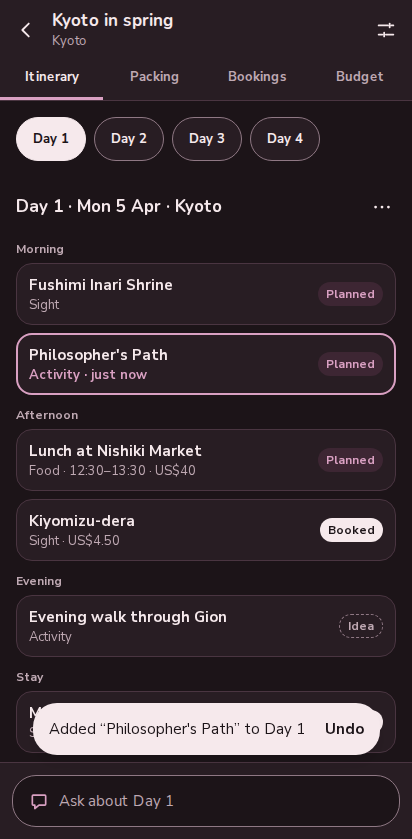 Kyoto in spring
Kyoto
Itinerary Packing Bookings Budget
Day 1 Day 2 Day 3 Day 4
Day 1 · Mon 5 Apr · Kyoto
Morning
Fushimi Inari Shrine
Sight
Planned
Philosopher's Path
Activity · just now
Planned
Afternoon
Lunch at Nishiki Market
Food · 12:30–13:30 · US$40
Planned
Kiyomizu-dera
Sight · US$4.50
Booked
Evening
Evening walk through Gion
Activity
Idea
Stay
Added “Philosopher's Path” to Day 1 Undo
Ask about Day 1